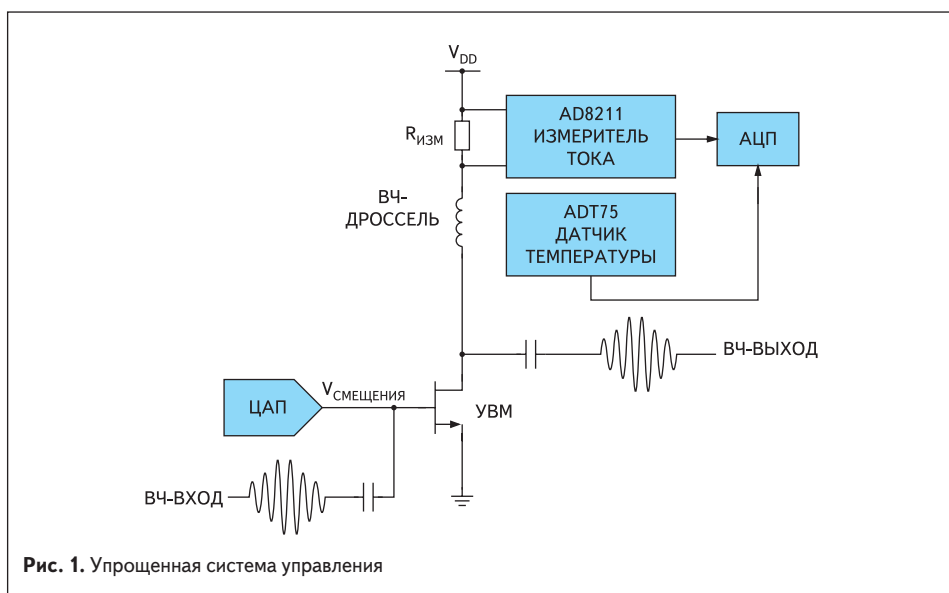 V_DD
R_ИЗМ
AD8211
ИЗМЕРИТЕЛЬ
ТОКА
АЦП
ВЧ-
ДРОССЕЛЬ
ADT75
ДАТЧИК
ТЕМПЕРАТУРЫ
ВЧ-ВЫХОД
ЦАП
V_СМЕЩЕНИЯ
УВМ
ВЧ-ВХОД
Рис. 1. Упрощенная система управления